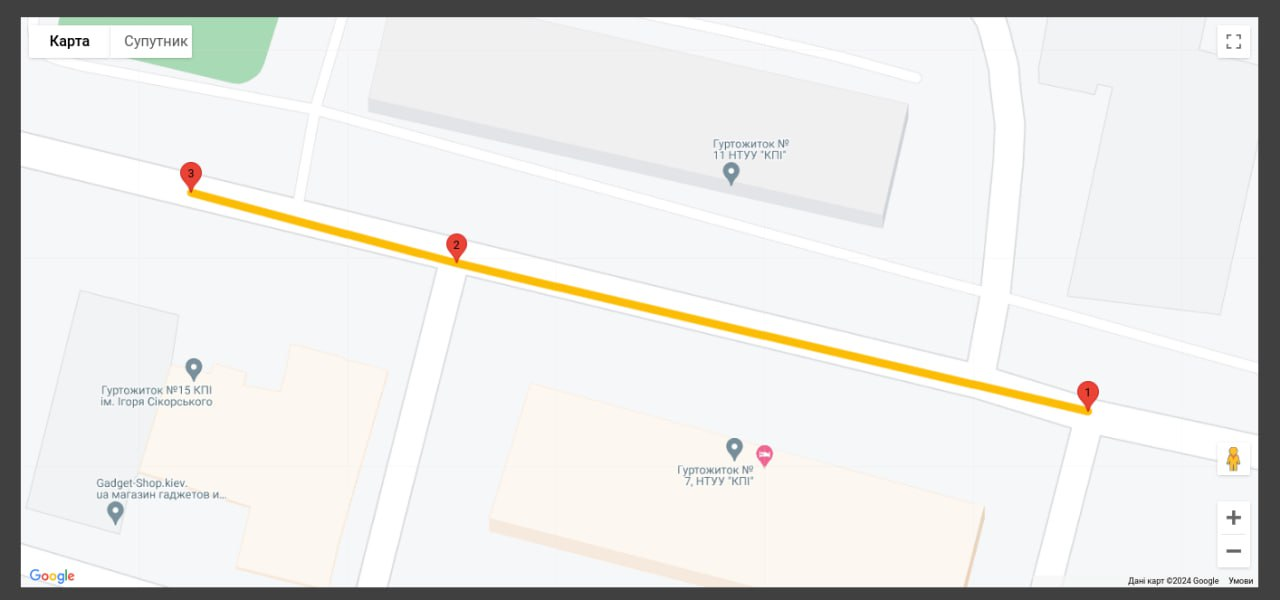 Карта
Супутник
Гуртожиток №
11 НТУУ "КПІ"
3
2
1
Гуртожиток №15 КПІ
ім. Ігоря Сікорського
Гуртожиток №
7, НТУУ "КПІ"
Gadget-Shop.kiev.
ua магазин гаджетов и...
Google
Дані карт ©2024 Google
Умови